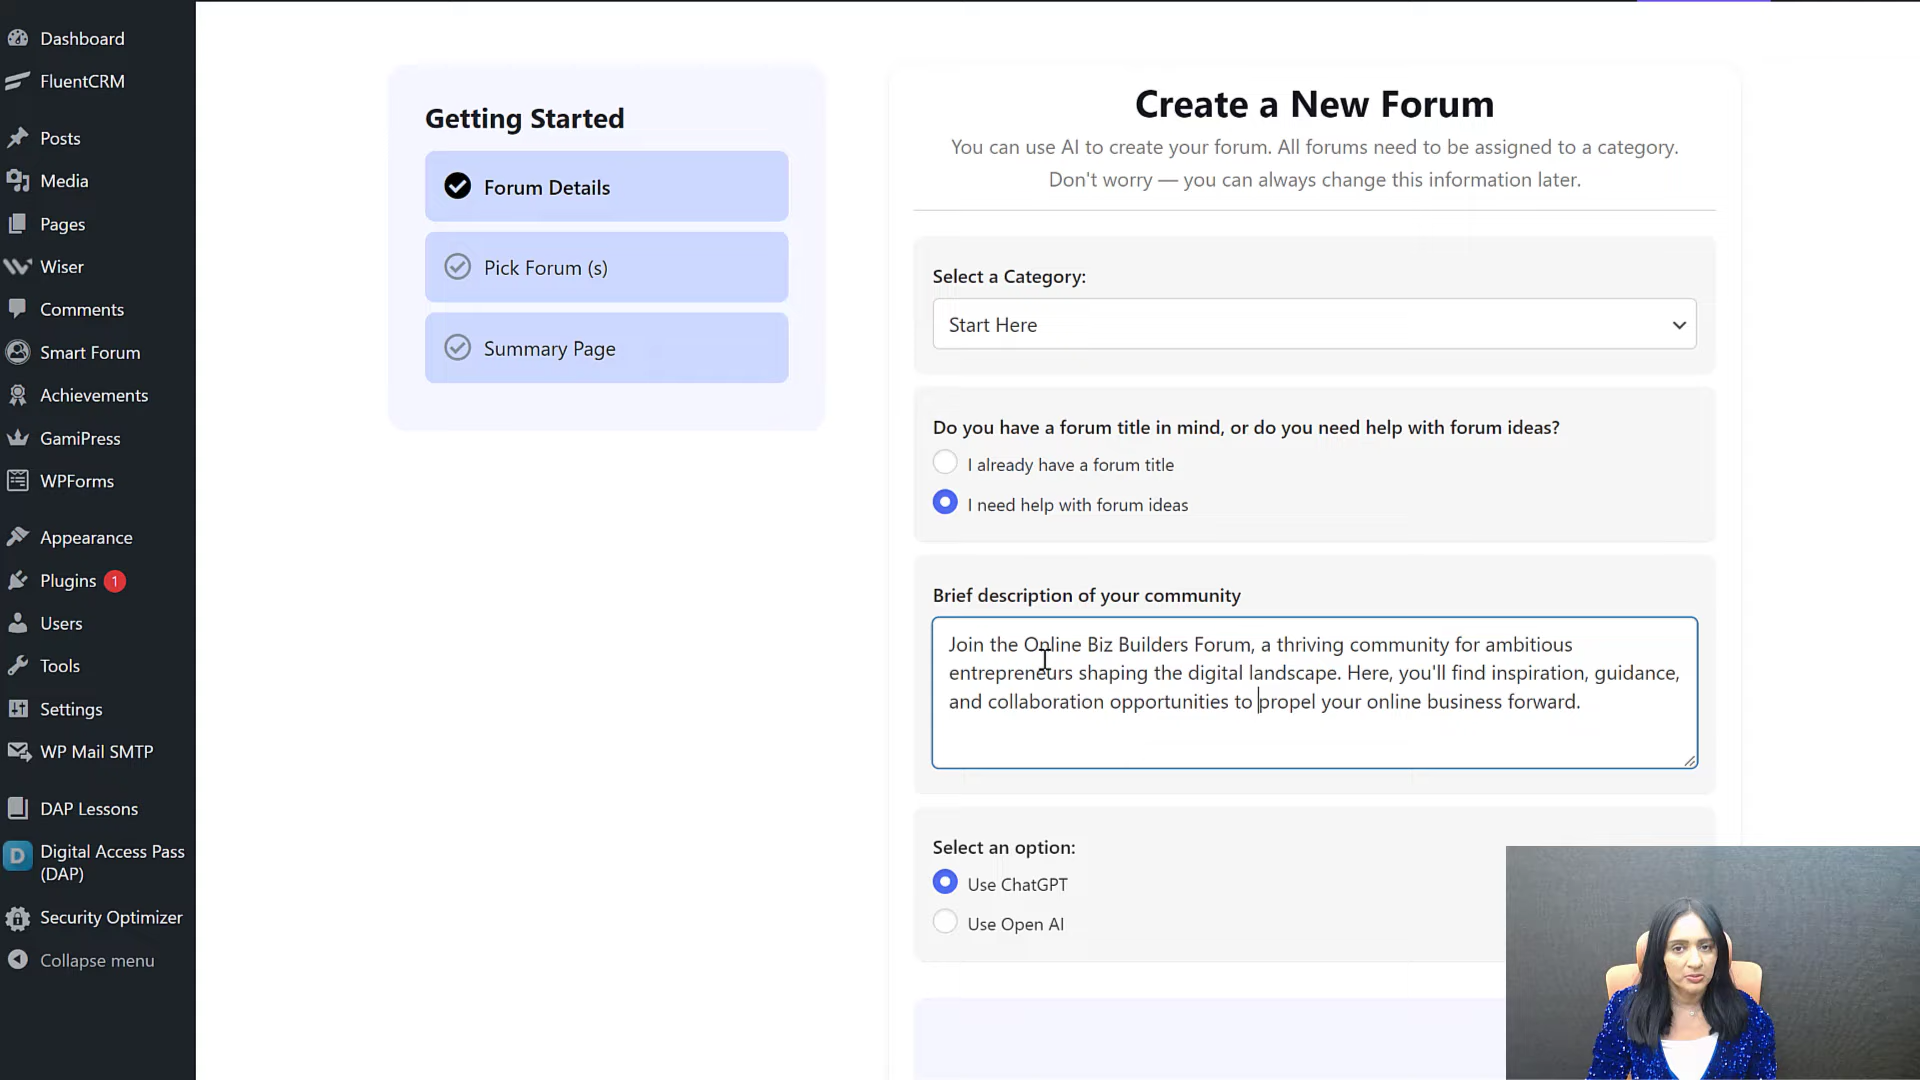 Dashboard
FluentCRM
Posts
Media
Pages
Wiser
Comments
Smart Forum
Achievements
GamiPress
WPForms
Appearance
Plugins 1
Users
Tools
Settings
WP Mail SMTP
DAP Lessons
D
Digital Access Pass
(DAP)
Security Optimizer
Collapse menu
Getting Started
Forum Details
Pick Forum (s)
Summary Page
Create a New Forum
You can use AI to create your forum. All forums need to be assigned to a category.
Don't worry — you can always change this information later.
Select a Category:
Start Here
Do you have a forum title in mind, or do you need help with forum ideas?
I already have a forum title
I need help with forum ideas
Brief description of your community
Join the Online Biz Builders Forum, a thriving community for ambitious
entrepreneurs shaping the digital landscape. Here, you'll find inspiration, guidance,
and collaboration opportunities to propel your online business forward.
Select an option:
Use ChatGPT
Use Open AI